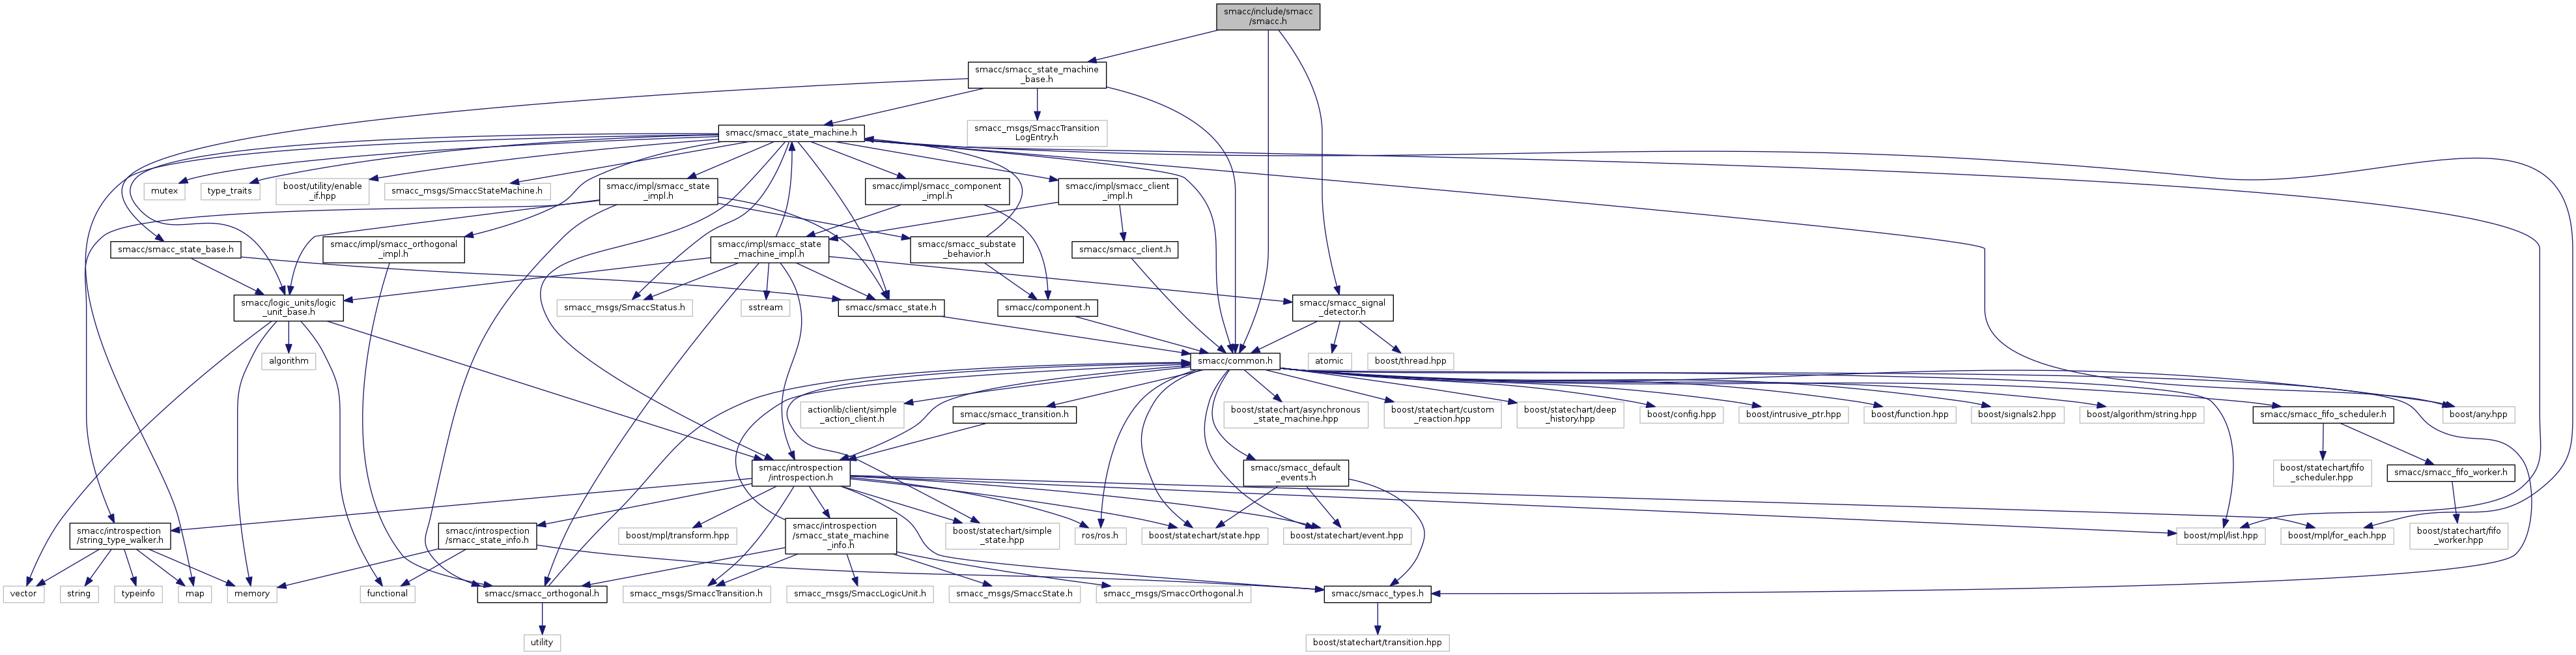 smacc/include/smacc
/smacc.h
smacc/smacc_state_machine
_base.h
smacc/smacc_state_machine.h
smacc_msgs/SmaccTransition
LogEntry.h
mutex
type_traits
boost/utility/enable
_if.hpp
smacc_msgs/SmaccStateMachine.h
smacc/impl/smacc_state
_impl.h
smacc/impl/smacc_component
_impl.h
smacc/impl/smacc_client
_impl.h
smacc/smacc_state_base.h
smacc/impl/smacc_orthogonal
_impl.h
smacc/impl/smacc_state
_machine_impl.h
smacc/smacc_substate
_behavior.h
smacc/smacc_client.h
smacc/logic_units/logic
_unit_base.h
smacc_msgs/SmaccStatus.h
sstream
smacc/smacc_state.h
smacc/component.h
smacc/smacc_signal
_detector.h
algorithm
smacc/common.h
atomic
boost/thread.hpp
actionlib/client/simple
_action_client.h
smacc/smacc_transition.h
boost/statechart/asynchronous
_state_machine.hpp
boost/statechart/custom
_reaction.hpp
boost/statechart/deep
_history.hpp
boost/config.hpp
boost/intrusive_ptr.hpp
boost/function.hpp
boost/signals2.hpp
boost/algorithm/string.hpp
smacc/smacc_fifo_scheduler.h
boost/any.hpp
smacc/introspection
/introspection.h
smacc/smacc_default
_events.h
boost/statechart/fifo
_scheduler.hpp
smacc/smacc_fifo_worker.h
smacc/introspection
/string_type_walker.h
smacc/introspection
/smacc_state_info.h
boost/mpl/transform.hpp
smacc/introspection
/smacc_state_machine
_info.h
boost/statechart/simple
_state.hpp
ros/ros.h
boost/statechart/state.hpp
boost/statechart/event.hpp
boost/mpl/list.hpp
boost/mpl/for_each.hpp
boost/statechart/fifo
_worker.hpp
vector
string
typeinfo
map
memory
functional
smacc/smacc_orthogonal.h
smacc_msgs/SmaccTransition.h
smacc_msgs/SmaccLogicUnit.h
smacc_msgs/SmaccState.h
smacc_msgs/SmaccOrthogonal.h
smacc/smacc_types.h
utility
boost/statechart/transition.hpp